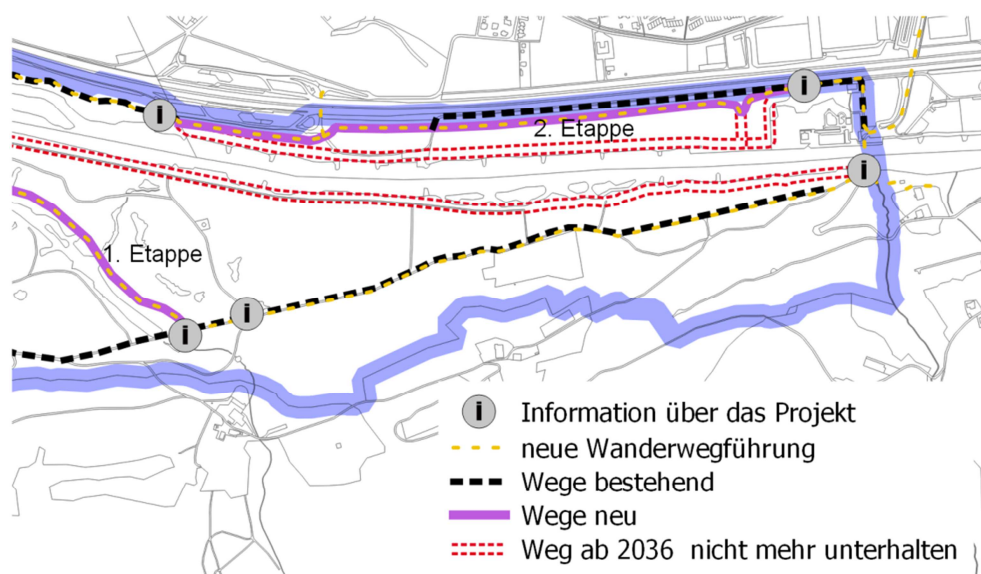 i
i
2. Etappe
i
1. Etappe
i
i
i Information über das Projekt
neue Wanderwegführung
Wege bestehend
Wege neu
Weg ab 2036 nicht mehr unterhalten